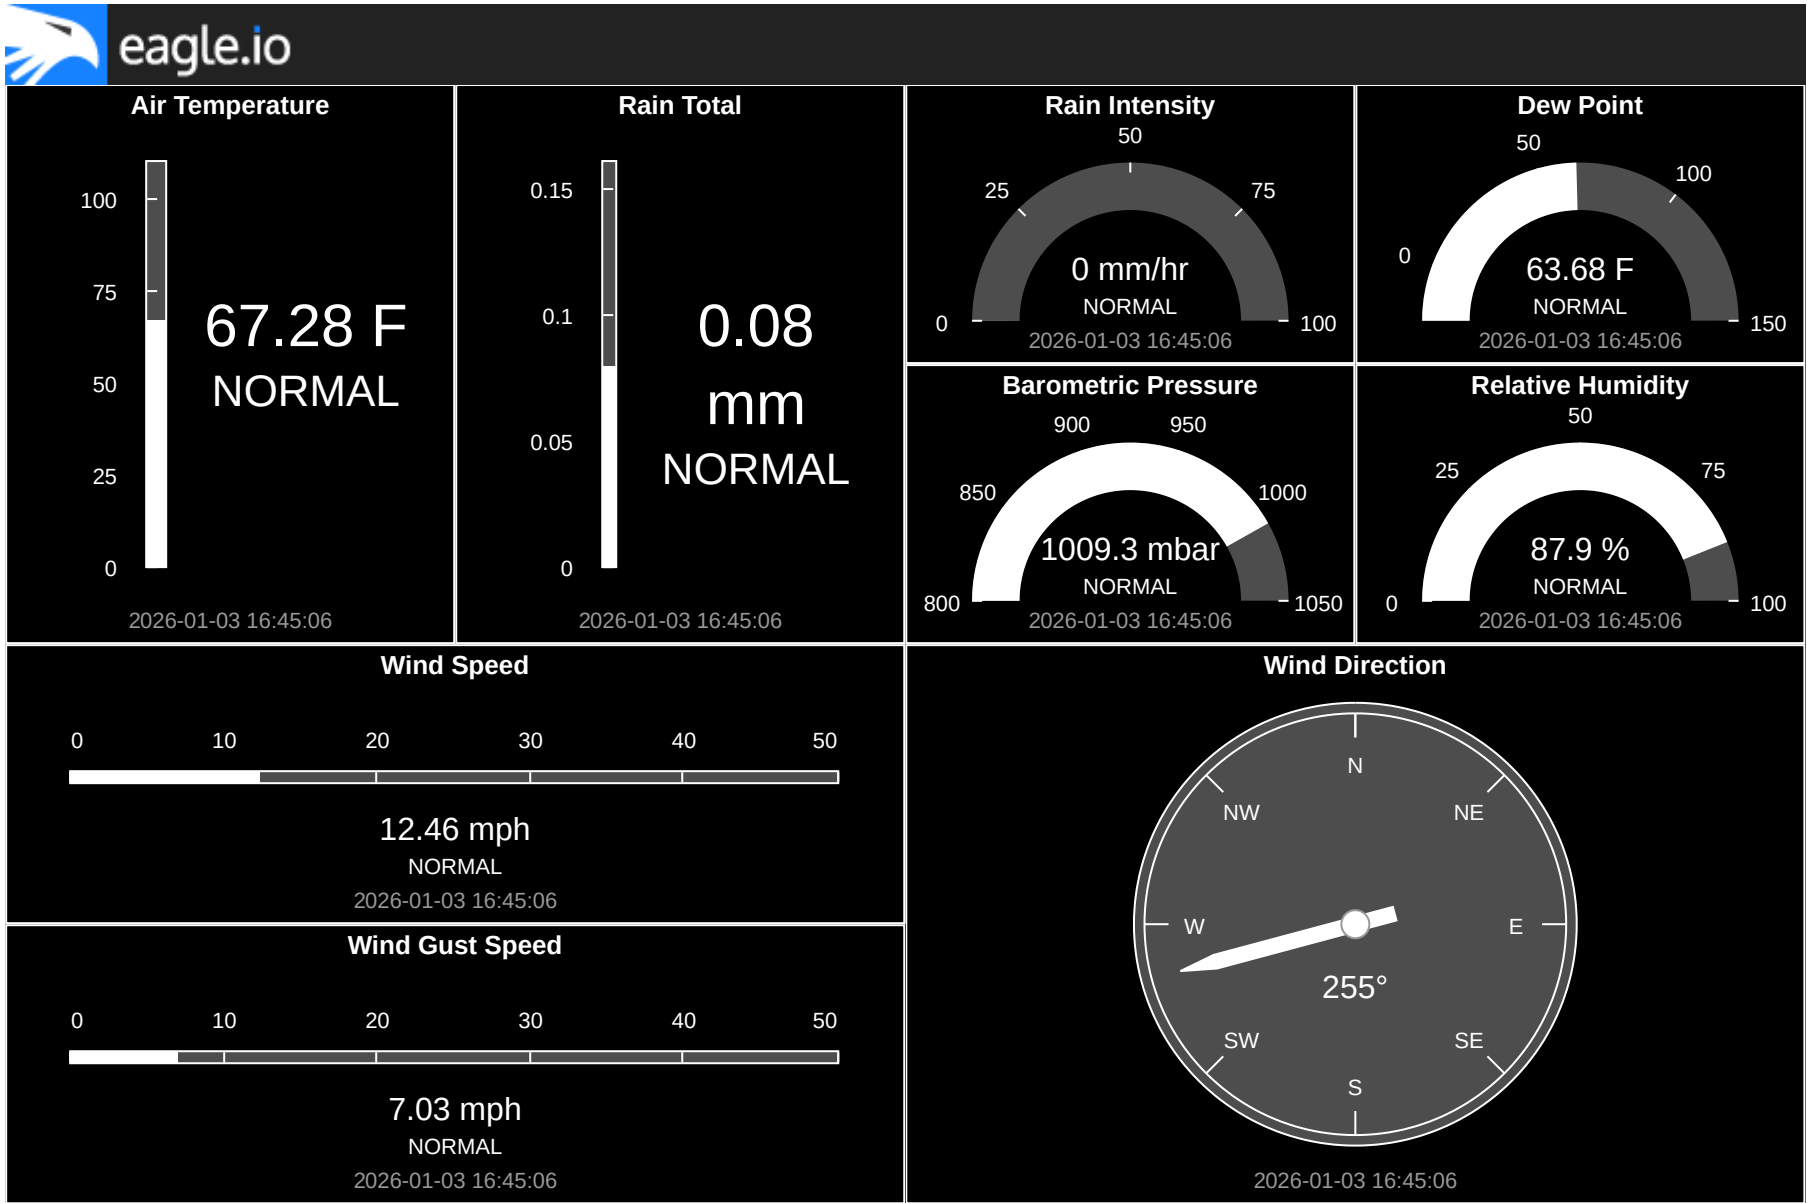 eagle.io
Air Temperature
100
75
50
25
0
67.28 F
NORMAL
2026-01-03 16:45:06
Rain Total
0.15
0.1
0.05
0
0.08
mm
NORMAL
2026-01-03 16:45:06
Rain Intensity
0
25
50
75
100
0 mm/hr
NORMAL
2026-01-03 16:45:06
Dew Point
0
50
100
150
63.68 F
NORMAL
2026-01-03 16:45:06
Barometric Pressure
800
850
900
950
1000
1050
1009.3 mbar
NORMAL
2026-01-03 16:45:06
Relative Humidity
0
25
50
75
100
87.9 %
NORMAL
2026-01-03 16:45:06
Wind Speed
0 10 20 30 40 50
12.46 mph
NORMAL
2026-01-03 16:45:06
Wind Gust Speed
0 10 20 30 40 50
7.03 mph
NORMAL
2026-01-03 16:45:06
Wind Direction
N
NW NE
W E
255°
SW SE
S
2026-01-03 16:45:06